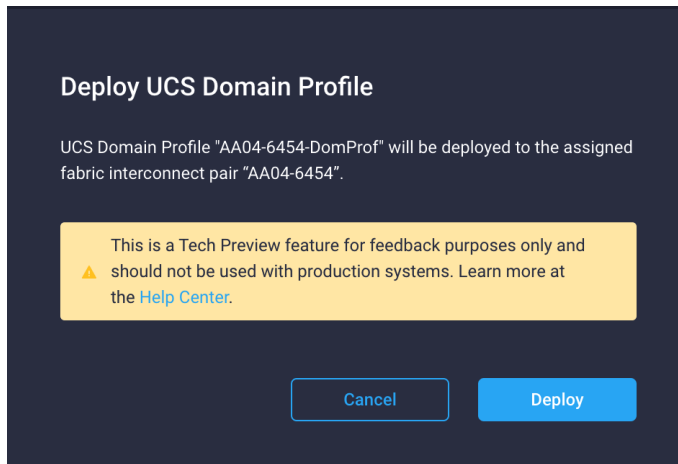 Deploy UCS Domain Profile
UCS Domain Profile "AA04-6454-DomProf" will be deployed to the assigned
fabric interconnect pair “AA04-6454”.
This is a Tech Preview feature for feedback purposes only and
should not be used with production systems. Learn more at
the Help Center.
Cancel
Deploy